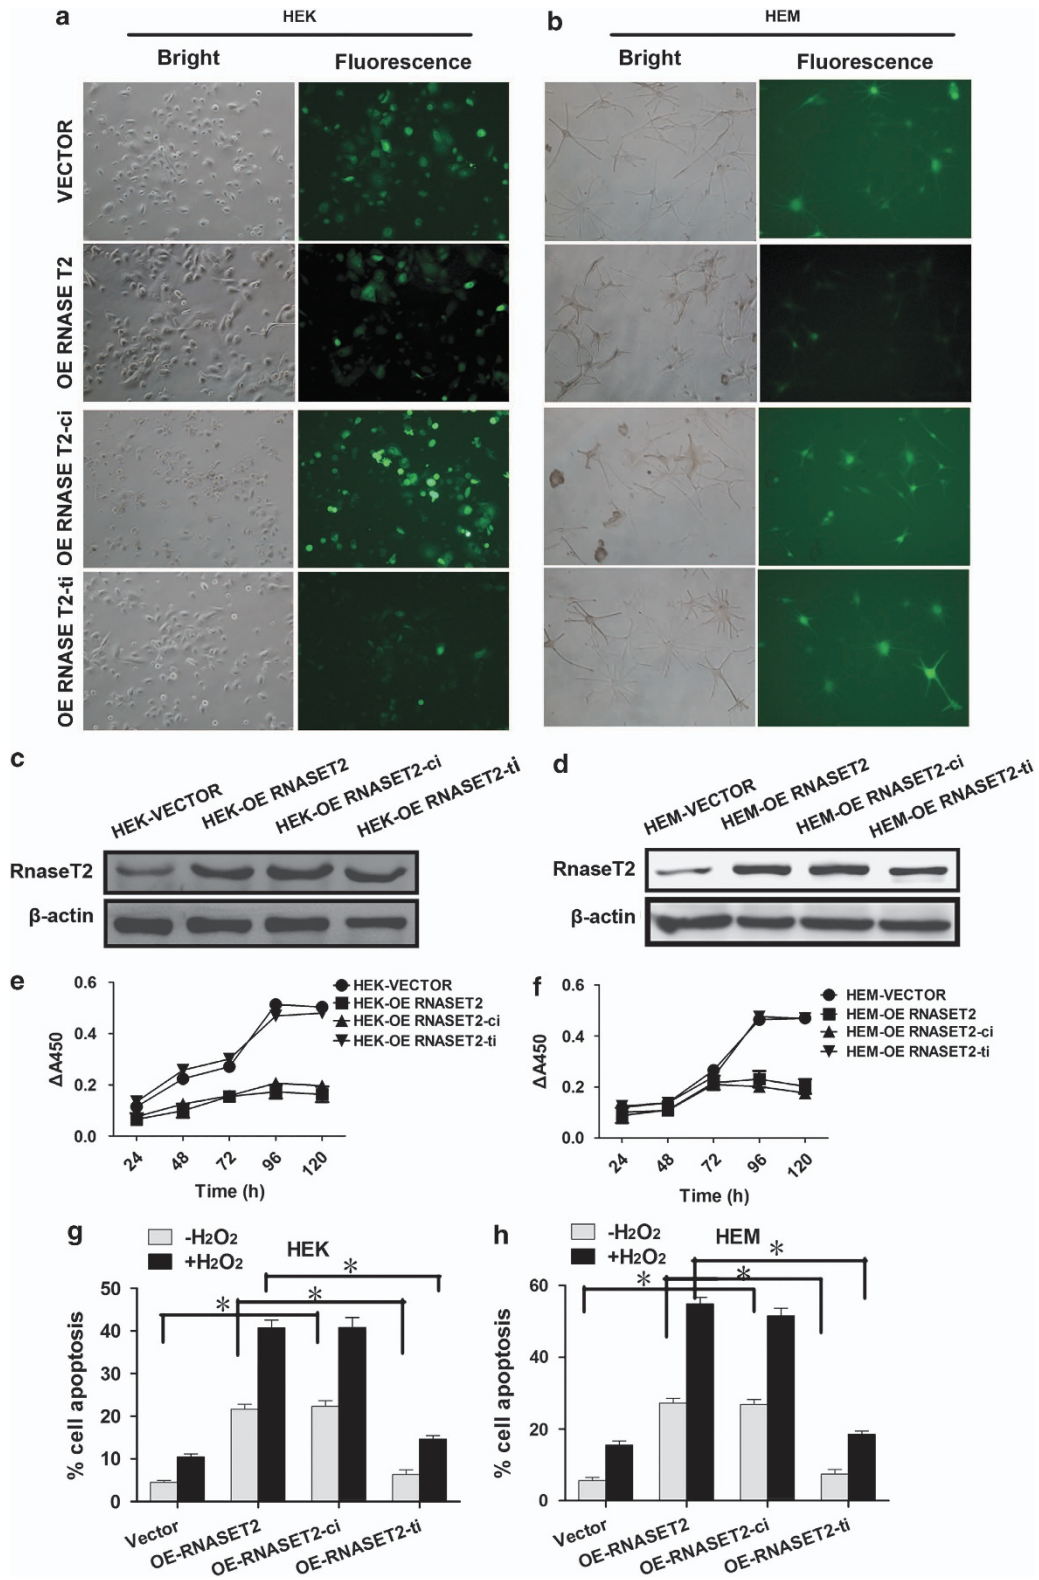 a
HEK
Bright
Fluorescence
b
HEM
Bright
Fluorescence
VECTOR
OE RNASE T2
OE RNASE T2-ci
OE RNASE T2-ti
c
HEK-VECTOR
HEK-OE RNASET2
HEK-OE RNASET2-ci
HEK-OE RNASET2-ti
RnaseT2
β-actin
d
HEM-VECTOR
HEM-OE RNASET2
HEM-OE RNASET2-ci
HEM-OE RNASET2-ti
RnaseT2
β-actin
e
0.6
0.4
0.2
0.0
ΔA450
24
48
72
96
120
Time (h)
HEK-VECTOR
HEK-OE RNASET2
HEK-OE RNASET2-ci
HEK-OE RNASET2-ti
f
0.6
0.4
0.2
0.0
ΔA450
24
48
72
96
120
Time (h)
HEM-VECTOR
HEM-OE RNASET2
HEM-OE RNASET2-ci
HEM-OE RNASET2-ti
g
-H2O2
+H2O2
HEK
*
*
*
50
40
30
20
10
0
% cell apoptosis
Vector
OE-RNASET2
OE-RNASET2-ci
OE-RNASET2-ti
h
-H2O2
+H2O2
HEM
*
*
*
60
40
20
0
% cell apoptosis
Vector
OE-RNASET2
OE-RNASET2-ci
OE-RNASET2-ti